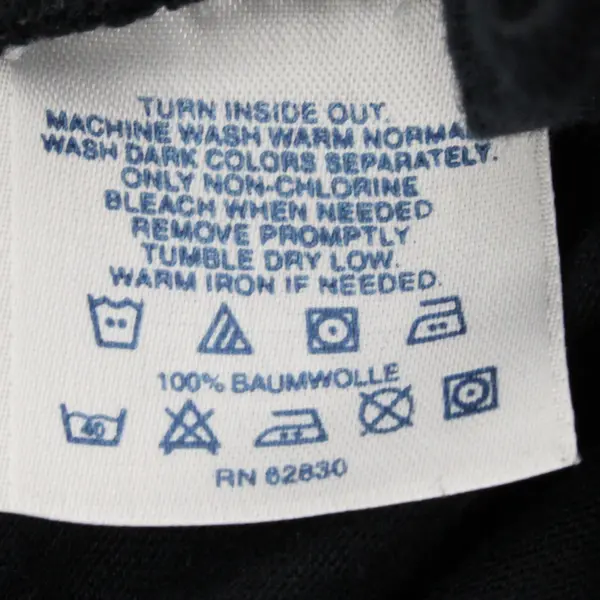 TURN INSIDE OUT.
MACHINE WASH WARM
WASH DARK COLORS SEPARATELY.
ONLY NON-CHLORINE
BLEACH WHEN NEEDED
REMOVE PROMPTLY
TUMBLE DRY LOW.
WARM IRON IF NEEDED.
100% BAUMWOLLE
40
RN 62830